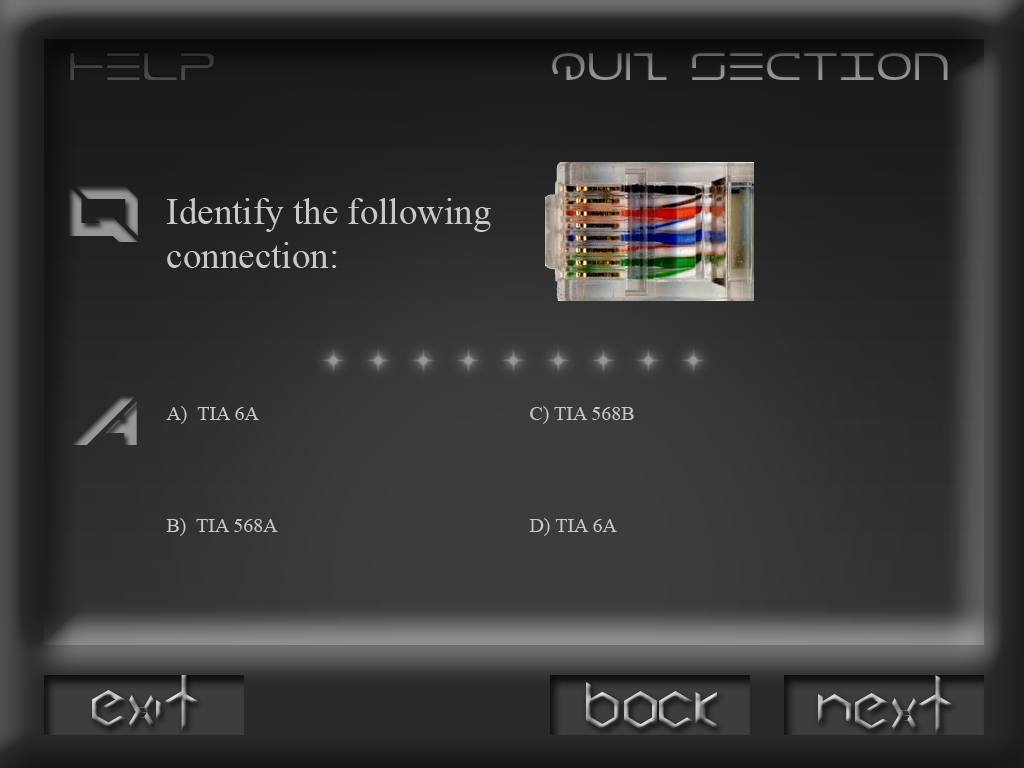 HELP
QUIZ SECTION
Q
Identify the following
connection:
A
A) TIA 6A
C) TIA 568B
B) TIA 568A
D) TIA 6A
exit
back
next